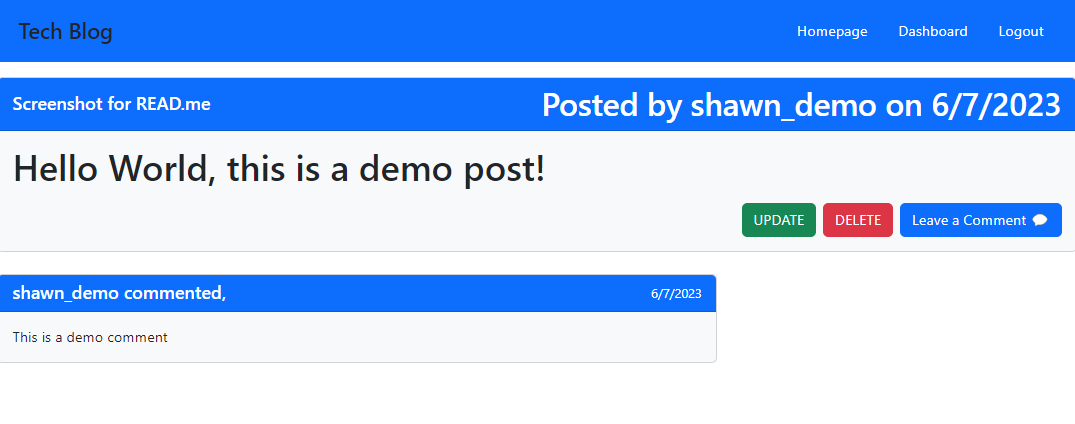 Tech Blog Homepage Dashboard Logout
Screenshot for READ.me Posted by shawn_demo on 6/7/2023
Hello World, this is a demo post!
UPDATE DELETE Leave a Comment
shawn_demo commented, 6/7/2023
This is a demo comment